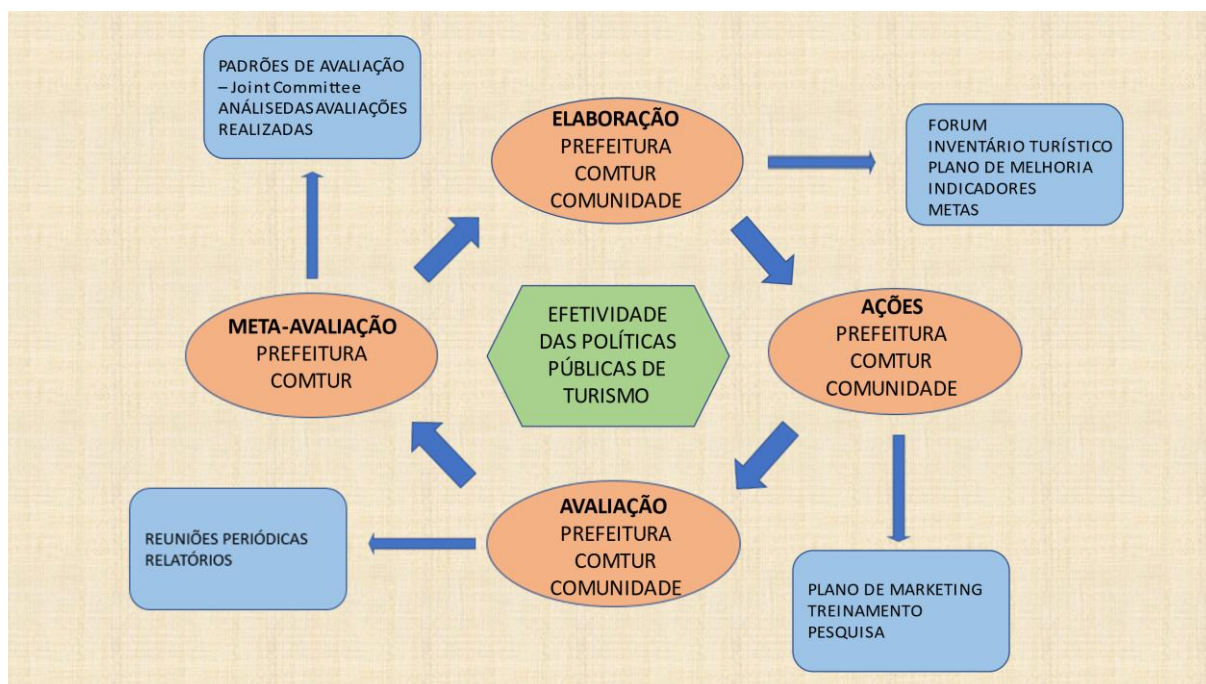 PADRÕES DE AVALIAÇÃO
– Joint Committee
ANÁLISEDASAVALIAÇÕES
REALIZADAS
ELABORAÇÃO
PREFEITURA
COMTUR
COMUNIDADE
FORUM
INVENTÁRIO TURÍSTICO
PLANO DE MELHORIA
INDICADORES
METAS
META-AVALIAÇÃO
PREFEITURA
COMTUR
EFETIVIDADE
DAS POLÍTICAS
PÚBLICAS DE
TURISMO
AÇÕES
PREFEITURA
COMTUR
COMUNIDADE
REUNIÕES PERIÓDICAS
RELATÓRIOS
AVALIAÇÃO
PREFEITURA
COMTUR
COMUNIDADE
PLANO DE MARKETING
TREINAMENTO
PESQUISA